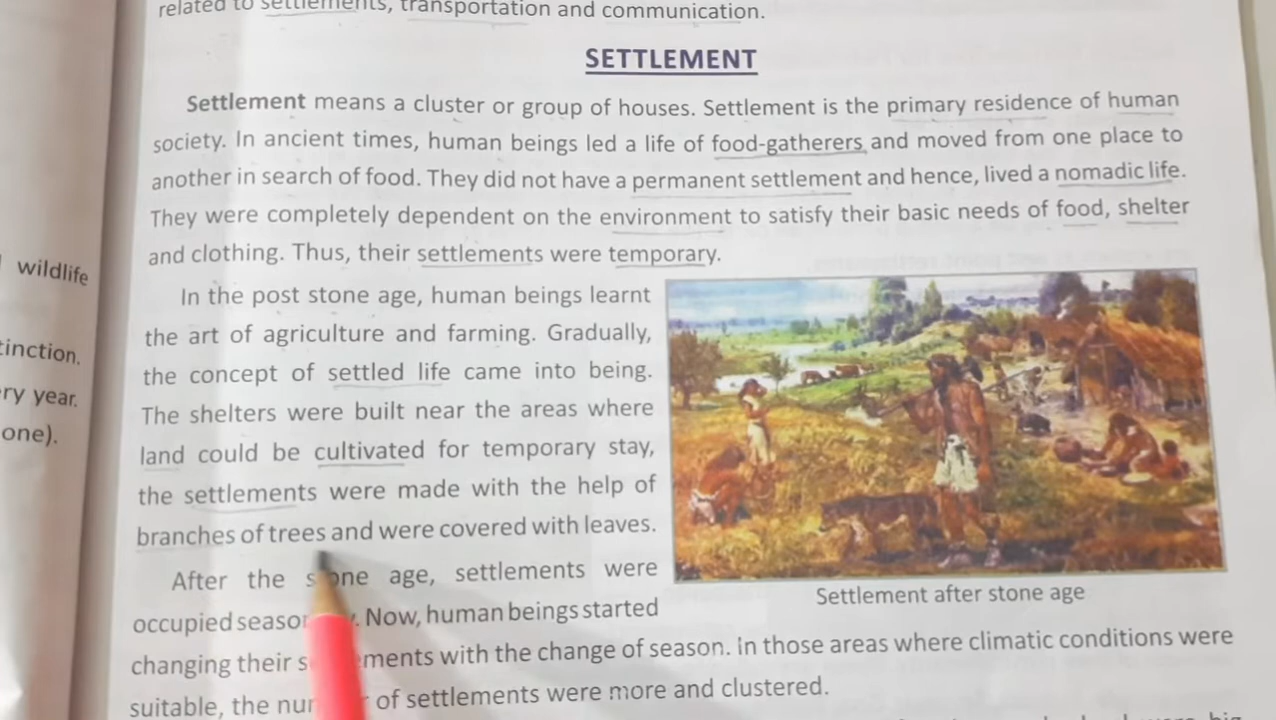 related to settlements, transportation and communication.
SETTLEMENT
Settlement means a cluster or group of houses. Settlement is the primary residence of human
society. In ancient times, human beings led a life of food-gatherers and moved from one place to
another in search of food. They did not have a permanent settlement and hence, lived a nomadic life.
They were completely dependent on the environment to satisfy their basic needs of food, shelter
and clothing. Thus, their settlements were temporary.
In the post stone age, human beings learnt
the art of agriculture and farming. Gradually,
the concept of settled life came into being.
The shelters were built near the areas where
land could be cultivated for temporary stay,
the settlements were made with the help of
branches of trees and were covered with leaves.
After the stone age, settlements were
occupied . Now, human beings started
changing their settlements with the change of season. In those areas where climatic conditions were
suitable, the number of settlements were more and clustered.
Settlement after stone age
wildlife
ry year.
one).